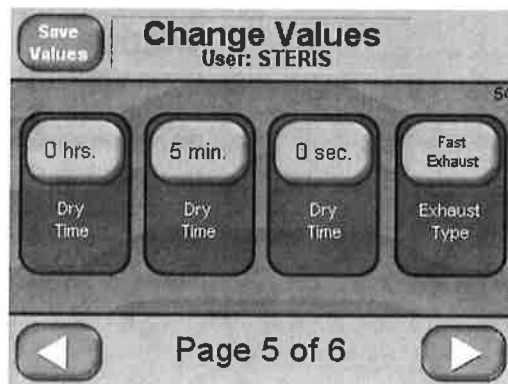 Save
Values
Change Values
User: STERIS
0 hrs.
5 min.
0 sec.
Fast
Exhaust
Dry
Time
Dry
Time
Dry
Time
Exhaust
Type
Page 5 of 6